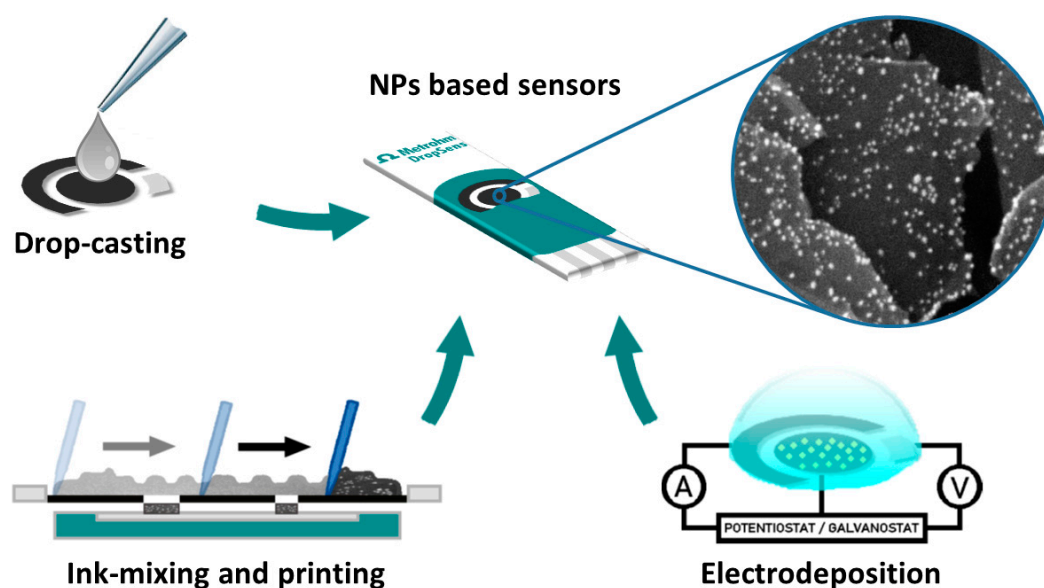 NPs based sensors
Ω Metrohm
DropSens
Drop-casting
A
V
POTENTIOSTAT / GALVANOSTAT
Ink-mixing and printing
Electrodeposition